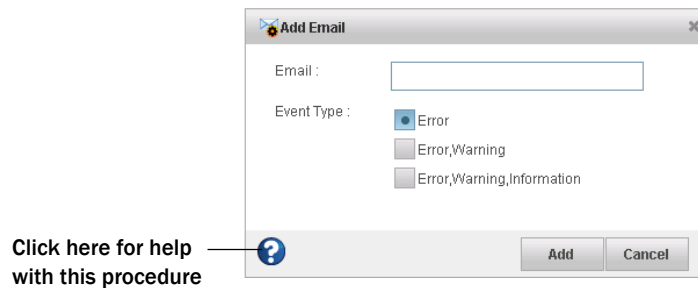 Add Email
Email :
Event Type :
Error
Error,Warning
Error,Warning,Information
Click here for help
with this procedure
?
Add
Cancel